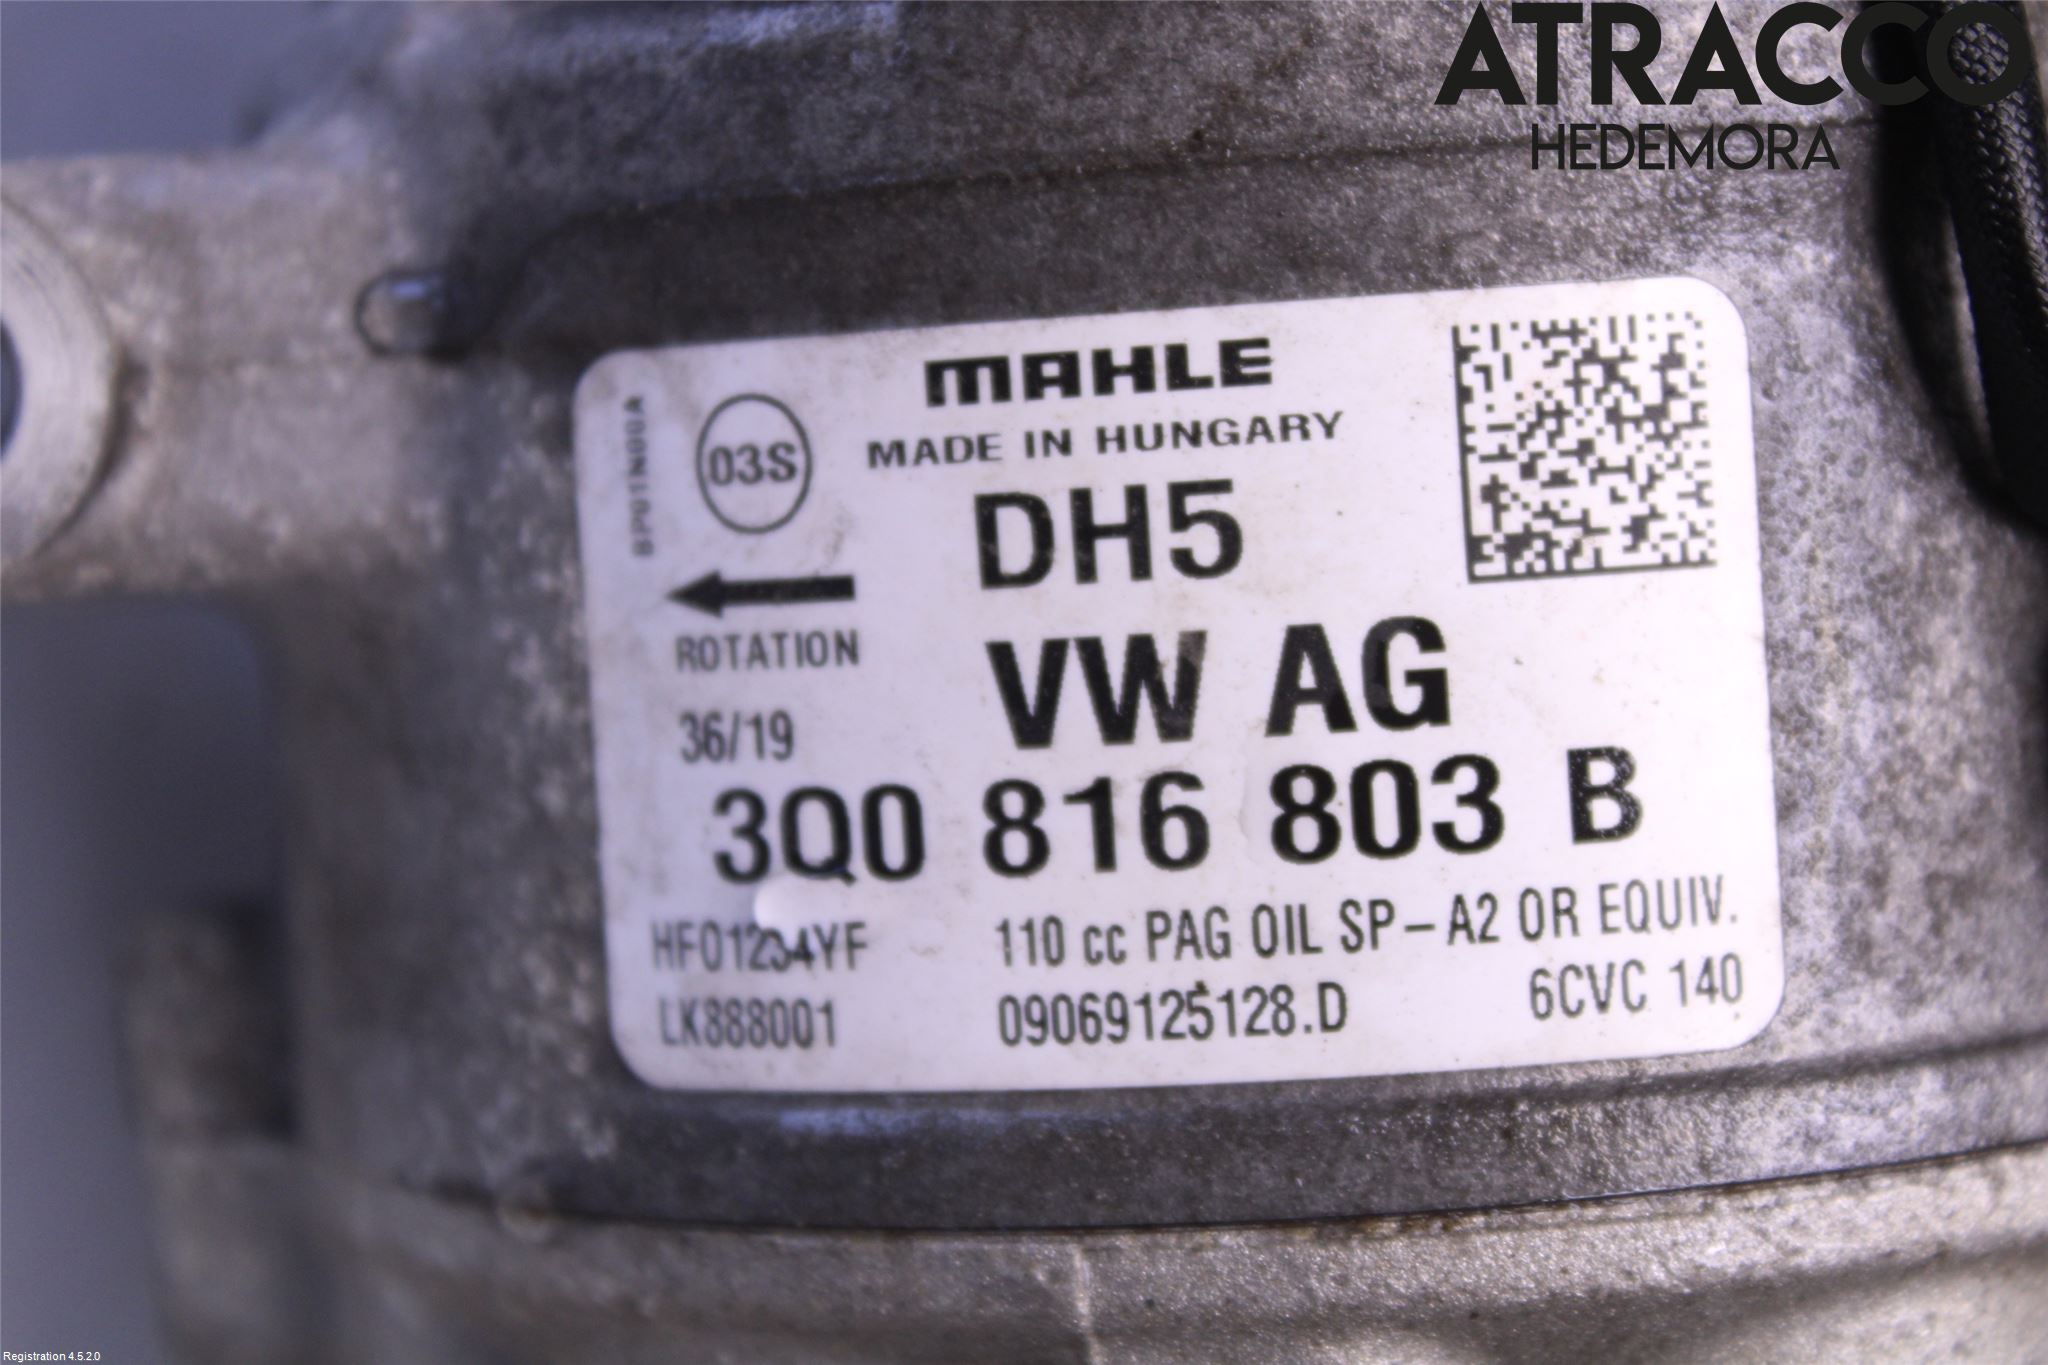 ATRACCO
HEDEMORA
MAHLE
MADE IN HUNGARY
03S
DH5
ROTATION
VW AG
36/19
3Q0 816 803 B
HFO1234YF
110 cc PAG OIL SP-A2 OR EQUIV.
LK888001
09069125128.D
6CVC 140
Registration 4.5.2.0